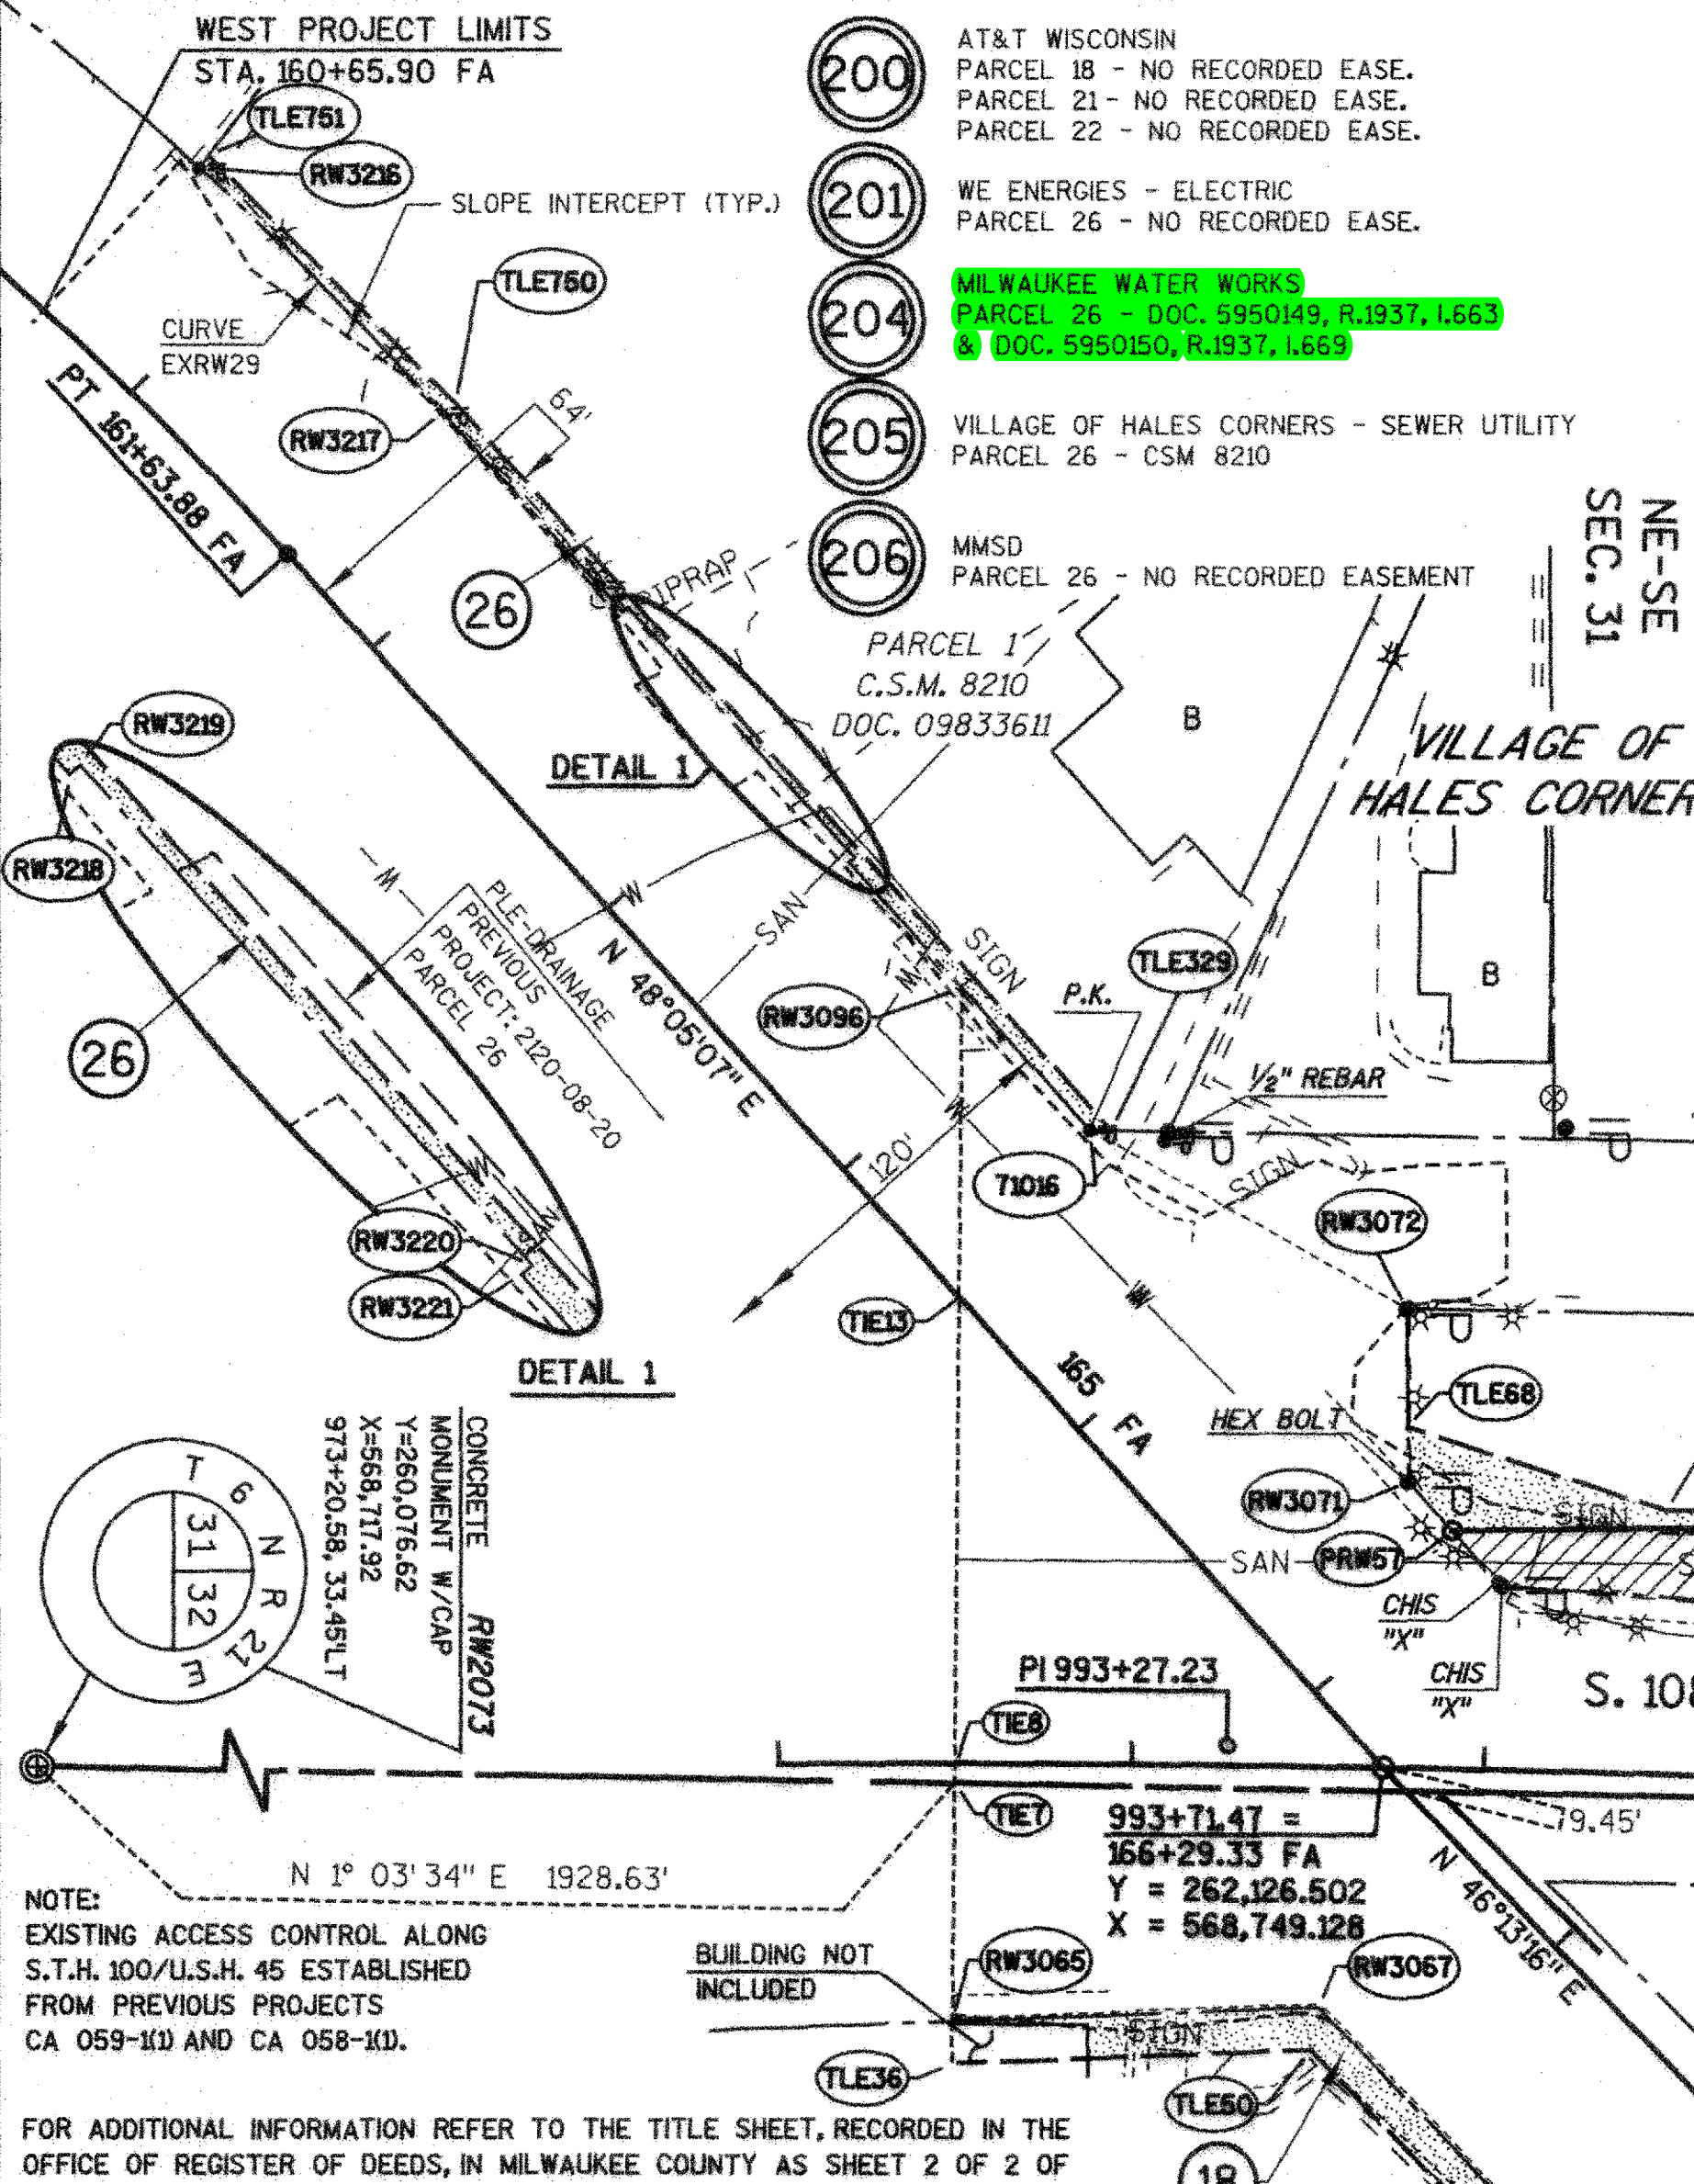 WEST PROJECT LIMITS
STA. 160+65.90 FA
TLE751
RW3216
SLOPE INTERCEPT (TYP.)
TLE750
CURVE
EXRW29
RW3217
64'
PT 161+63.88 FA
26
RIPRAP
200
AT&T WISCONSIN
PARCEL 18 - NO RECORDED EASE.
PARCEL 21 - NO RECORDED EASE.
PARCEL 22 - NO RECORDED EASE.
201
WE ENERGIES - ELECTRIC
PARCEL 26 - NO RECORDED EASE.
204
MILWAUKEE WATER WORKS
PARCEL 26 - DOC. 5950149, R.1937, I.663
& DOC. 5950150, R.1937, I.669
205
VILLAGE OF HALES CORNERS - SEWER UTILITY
PARCEL 26 - CSM 8210
206
MMSD
PARCEL 26 - NO RECORDED EASEMENT
NE-SE
SEC. 31
PARCEL 1
C.S.M. 8210
DOC. 09833611
B
VILLAGE OF
HALES CORNER
DETAIL 1
RW3219
RW3218
26
PLE-DRAINAGE
PREVIOUS
PROJECT: 2120-08-20
PARCEL 26
W
W
SAN
SIGN
N 48°05'07" E
RW3096
W
W
TLE329
P.K.
1/2" REBAR
B
120'
71016
SIGN
RW3072
W
RW3220
RW3221
W
DETAIL 1
TIE13
W
165 FA
TLE68
HEX BOLT
RW3071
SIGN
SAN
PRW57
S
CHIS
"X"
CHIS
"X"
S. 108
CONCRETE
MONUMENT W/CAP
Y=260,076.62
X=568,717.92
973+20.58, 33.45'LT
RW2073
T 6 N R 21 E
31 32
PI 993+27.23
TIE8
TIE7
993+71.47 =
166+29.33 FA
Y = 262,126.502
X = 568,749.128
79.45'
N 46°13'16" E
N 1° 03' 34" E 1928.63'
NOTE:
EXISTING ACCESS CONTROL ALONG
S.T.H. 100/U.S.H. 45 ESTABLISHED
FROM PREVIOUS PROJECTS
CA 059-1(1) AND CA 058-1(1).
BUILDING NOT
INCLUDED
RW3065
RW3067
SIGN
TLE36
TLE50
18
FOR ADDITIONAL INFORMATION REFER TO THE TITLE SHEET, RECORDED IN THE
OFFICE OF REGISTER OF DEEDS, IN MILWAUKEE COUNTY AS SHEET 2 OF 2 OF